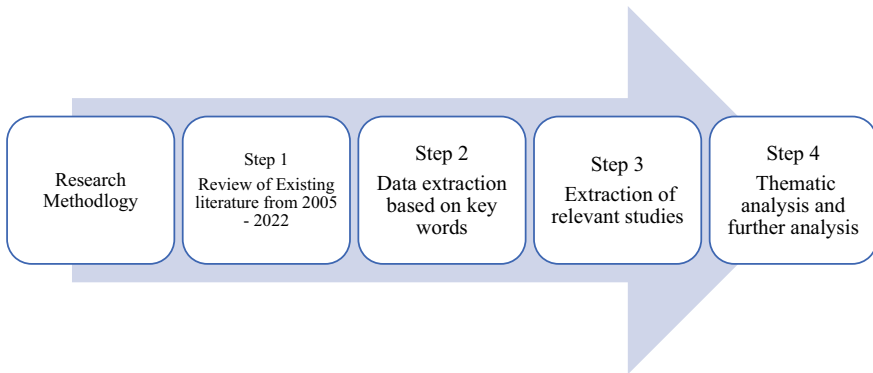 Research
Methodlogy
Step 1
Review of Existing
literature from 2005
- 2022
Step 2
Data extraction
based on key
words
Step 3
Extraction of
relevant studies
Step 4
Thematic
analysis and
further analysis